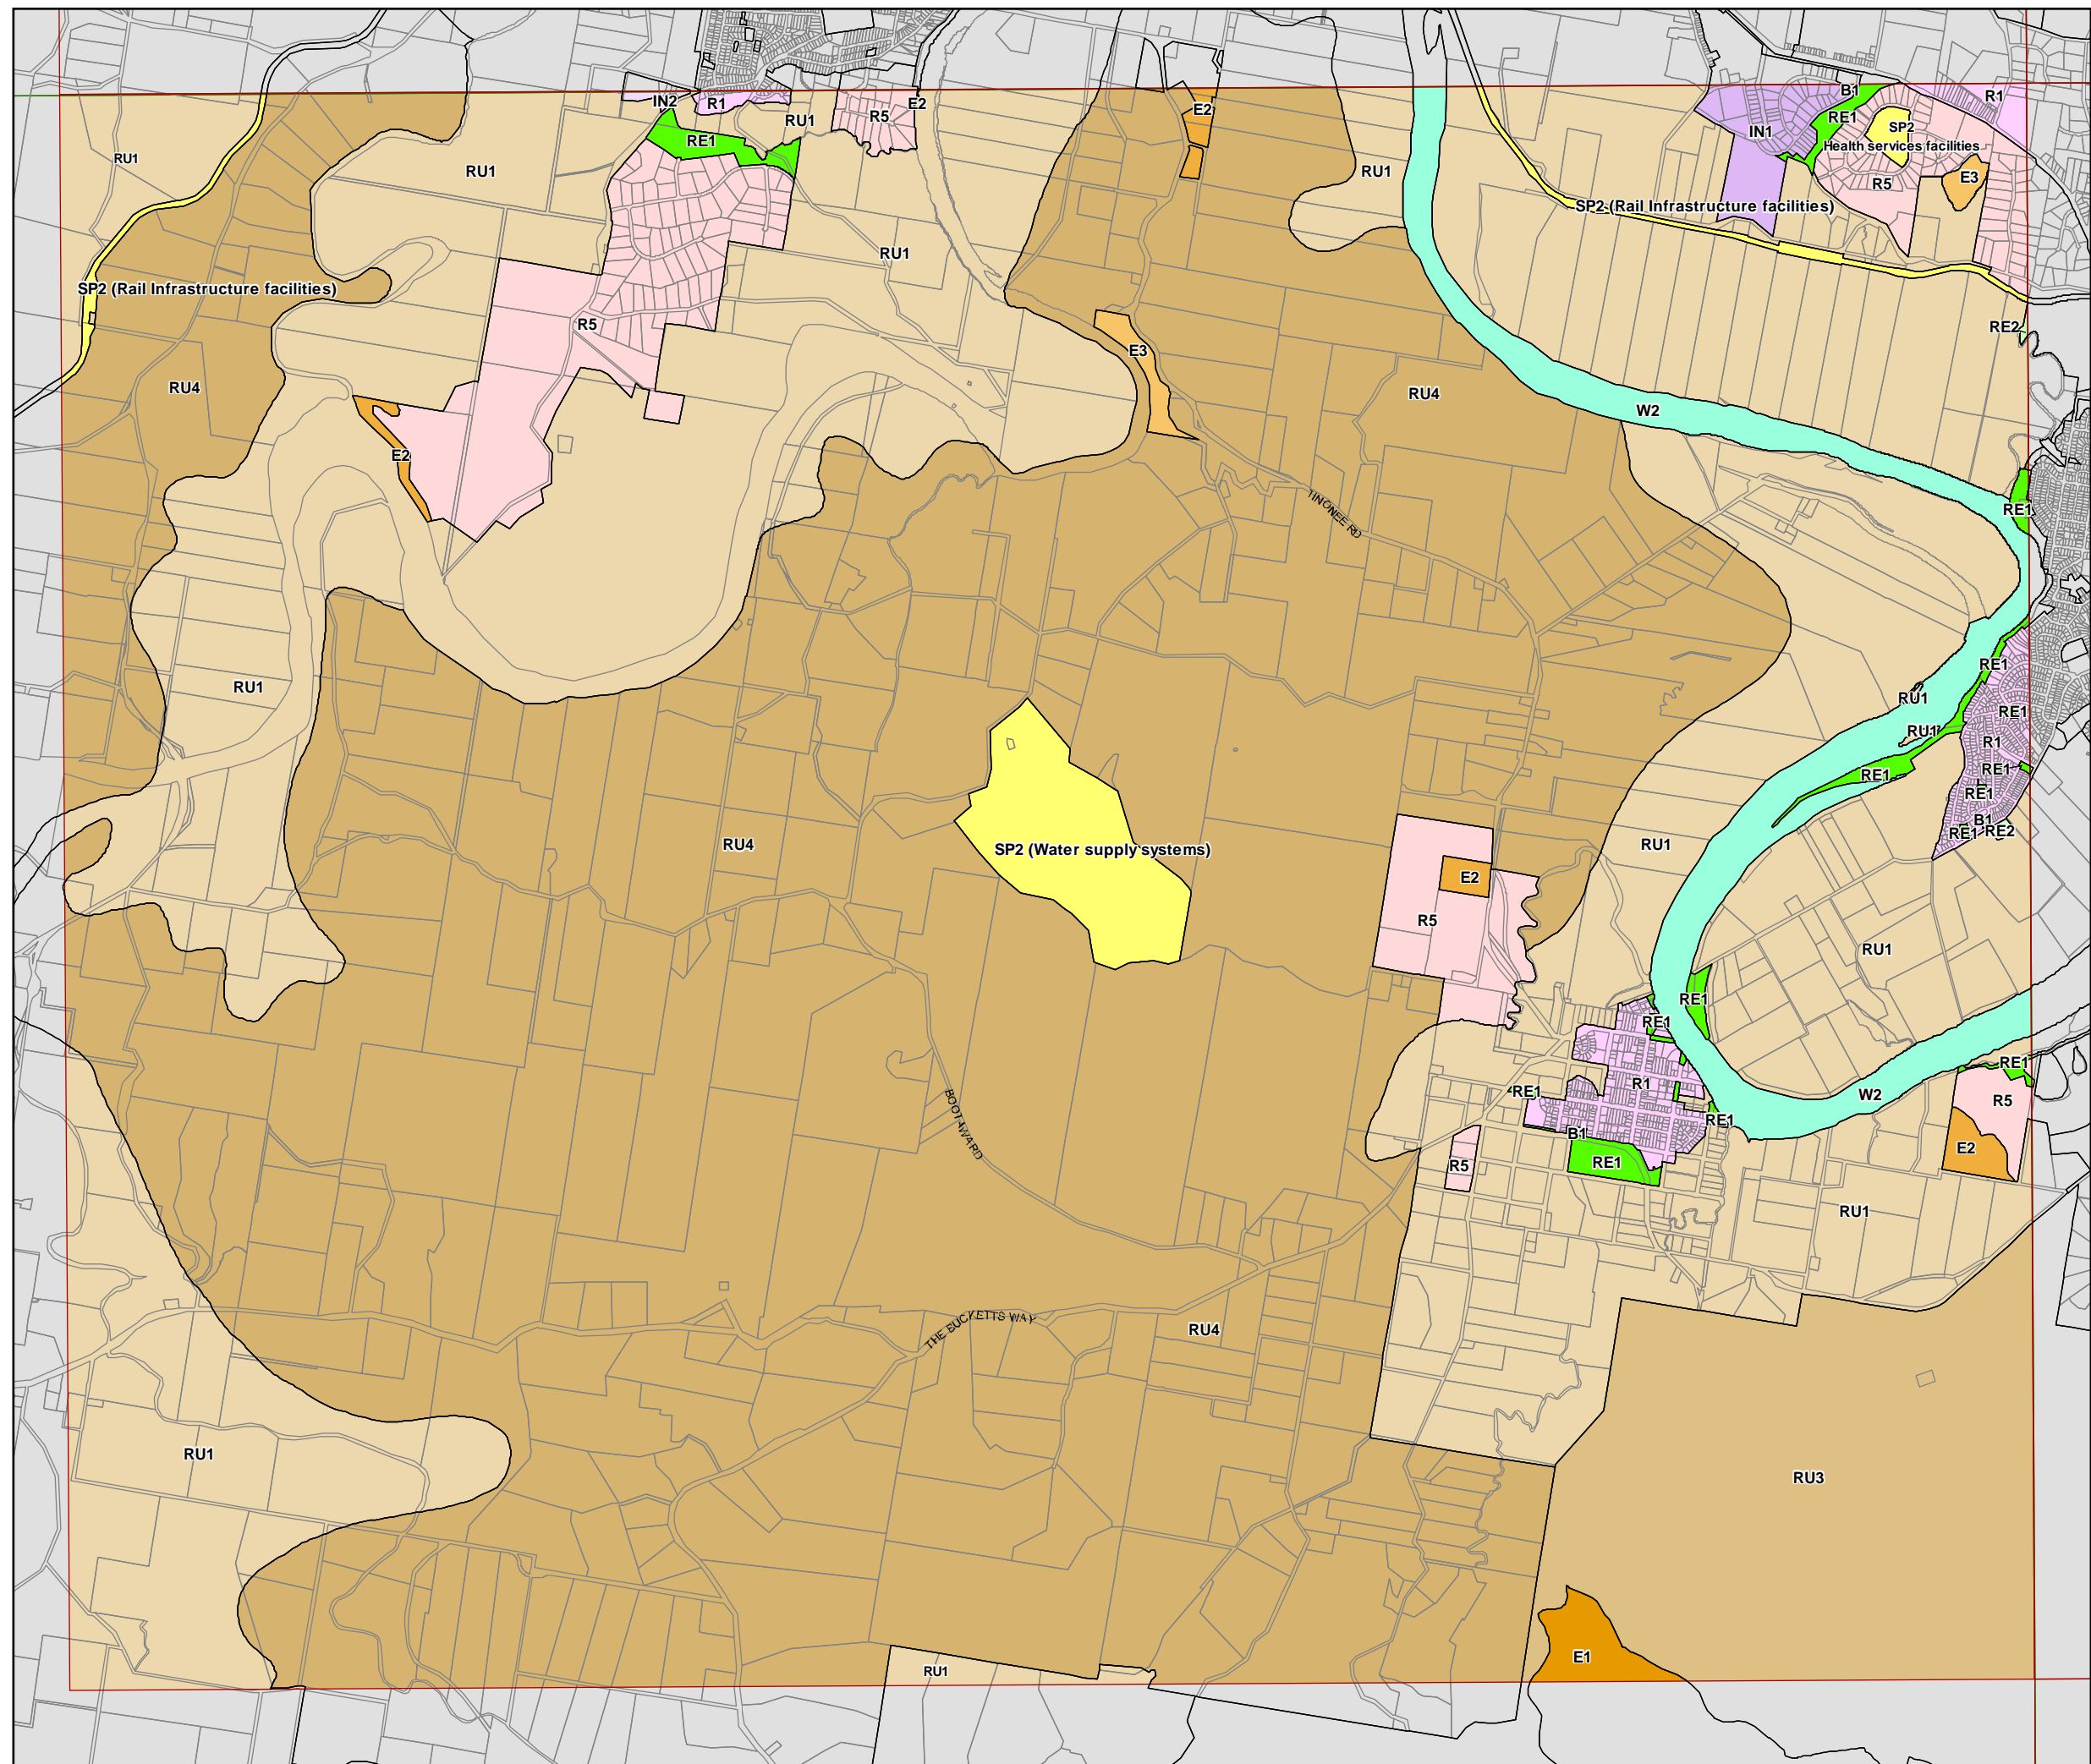 B1
R1
IN2
R1
E2
E2
RE1
R5
RU1
SP2
IN1
RE1
Health services facilities
RU1
RU1
RU1
E3
R5
SP2 (Rail Infrastructure facilities)
RU1
SP2 (Rail Infrastructure facilities)
R5
RE2
E3
RU4
RU4
W2
E2
TINONEE RD
RE1
RE1
RU1
RU1
RE1
RU1
R1
RE1
RE1
RE1
B1
RE1
RE2
RU4
SP2 (Water supply systems)
RU1
E2
R5
RU1
RE1
RE1
RE1
R1
RE1
W2
R5
BOOTAWA RD
RE1
B1
RE1
R5
E2
RU1
THE BUCKETTS WAY
RU4
RU1
RU3
E1
RU1